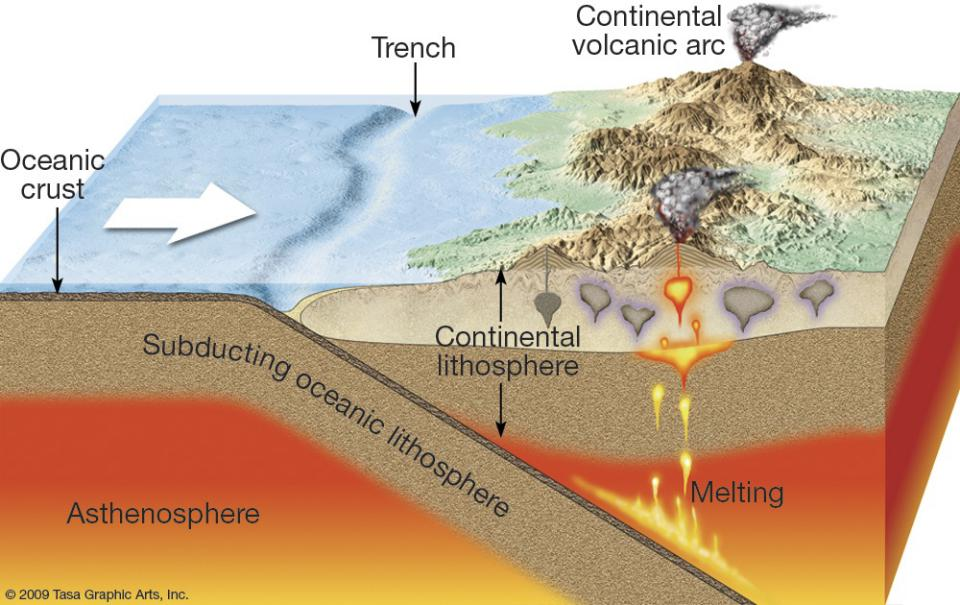 Continental
volcanic arc
Trench
Oceanic
crust
Continental
lithosphere
Subducting oceanic lithosphere
Melting
Asthenosphere
© 2009 Tasa Graphic Arts, Inc.